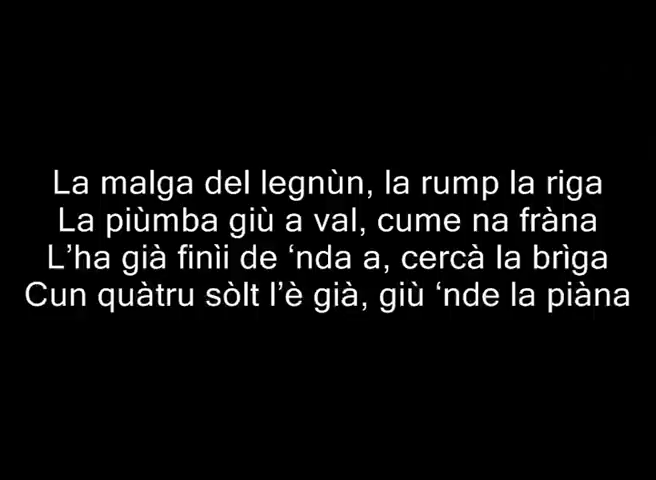 La malga del legnùn, la rump la riga
La piùmba giù a val, cume na fràna
L’ha già finìi de ‘nda a, cercà la brìga
Cun quàtru sòlt l’è già, giù ‘nde la piàna